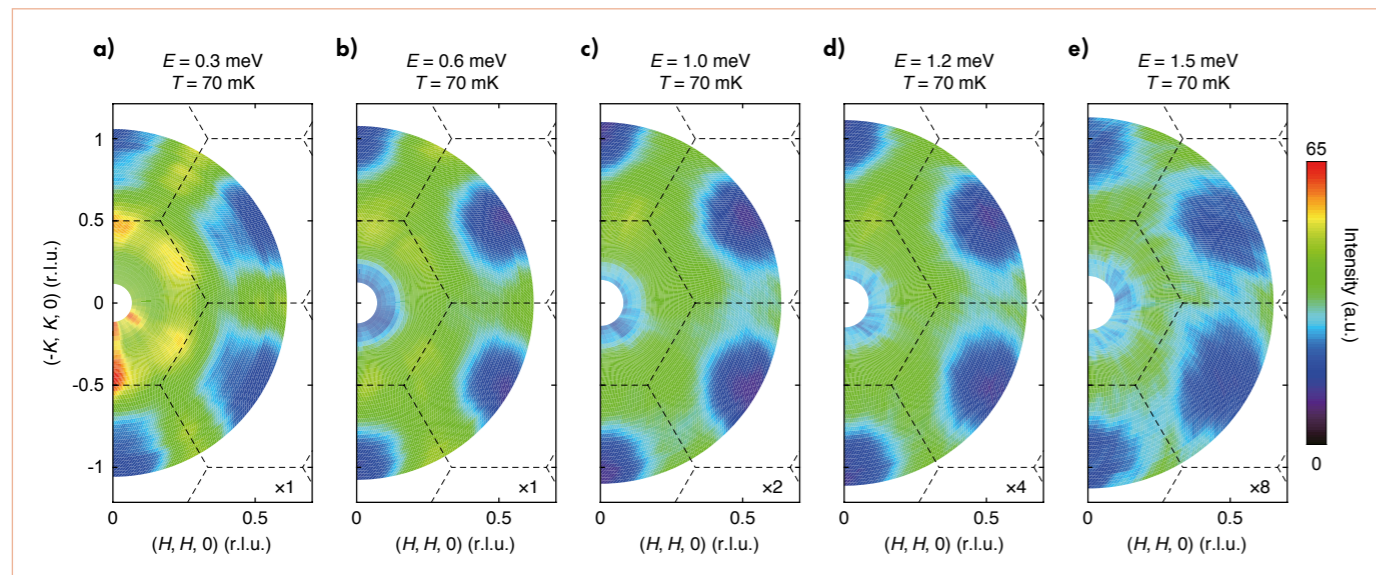 a)
E = 0.3 meV
T = 70 mK
b)
E = 0.6 meV
T = 70 mK
c)
E = 1.0 meV
T = 70 mK
d)
E = 1.2 meV
T = 70 mK
e)
E = 1.5 meV
T = 70 mK
(-K, K, 0) (r.l.u.)
1
0.5
0
-0.5
-1
×1
×1
×2
×4
×8
0
0.5
0
0.5
0
0.5
0
0.5
0
0.5
(H, H, 0) (r.l.u.)
(H, H, 0) (r.l.u.)
(H, H, 0) (r.l.u.)
(H, H, 0) (r.l.u.)
(H, H, 0) (r.l.u.)
65
Intensity (a.u.)
0